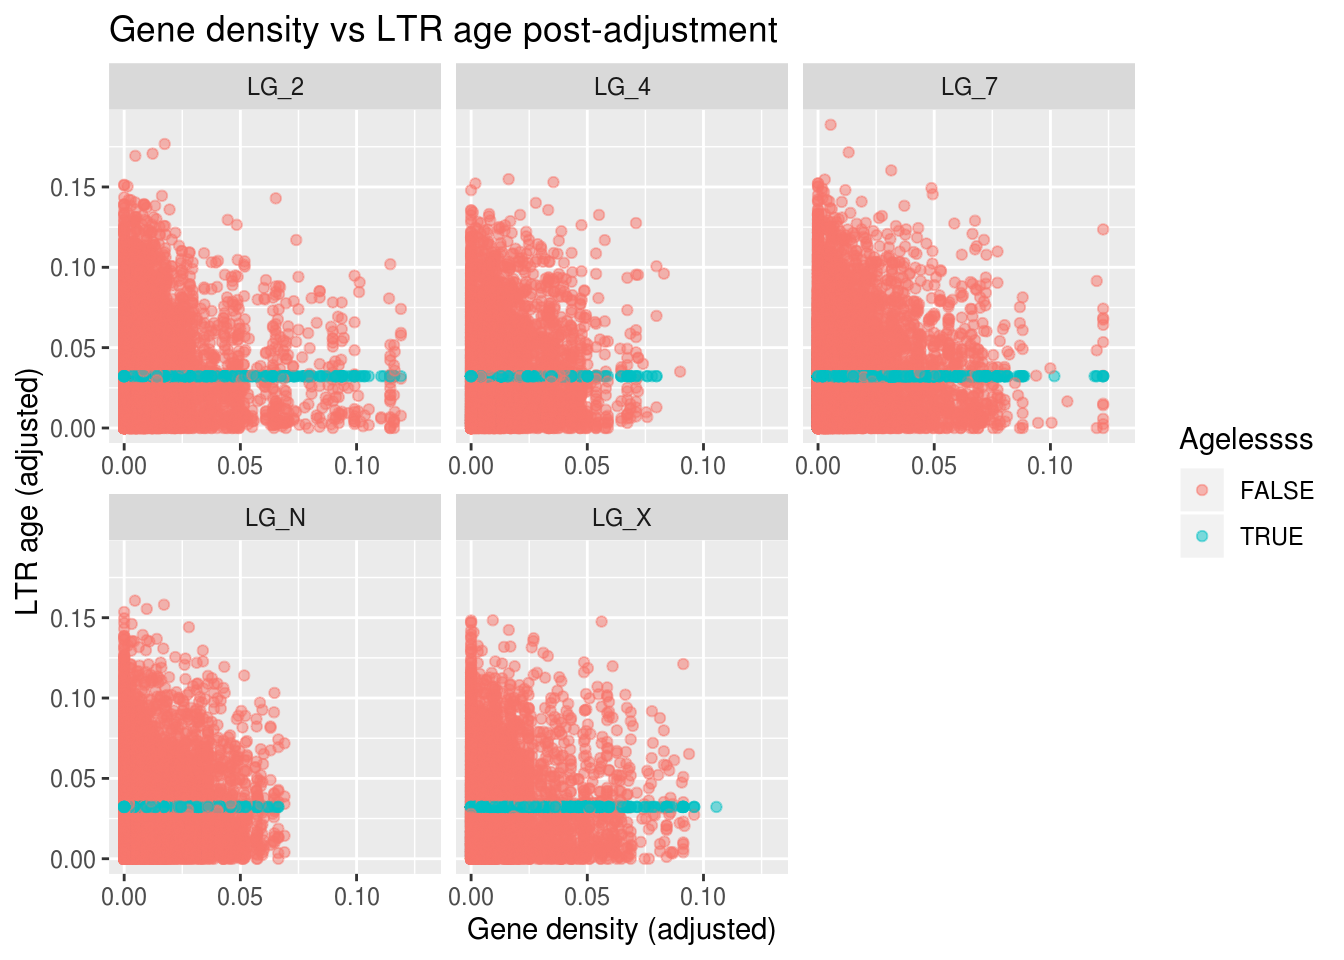 Gene density vs LTR age post-adjustment
LG_2 LG_4 LG_7
0.15
0.10
0.05
0.00
0.00 0.05 0.10 0.00 0.05 0.10 0.00 0.05 0.10
LG_N LG_X
0.15
0.10
0.05
0.00
0.00 0.05 0.10 0.00 0.05 0.10
LTR age (adjusted)
Gene density (adjusted)
Agelessss
FALSE
TRUE